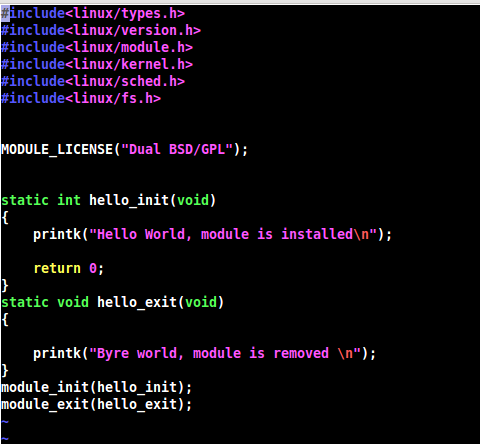 #include<linux/types.h>
#include<linux/version.h>
#include<linux/module.h>
#include<linux/kernel.h>
#include<linux/sched.h>
#include<linux/fs.h>
MODULE_LICENSE("Dual BSD/GPL");
static int hello_init(void)
{
    printk("Hello World, module is installed\n");
    return 0;
}
static void hello_exit(void)
{
    printk("Byre world, module is removed \n");
}
module_init(hello_init);
module_exit(hello_exit);
~
~